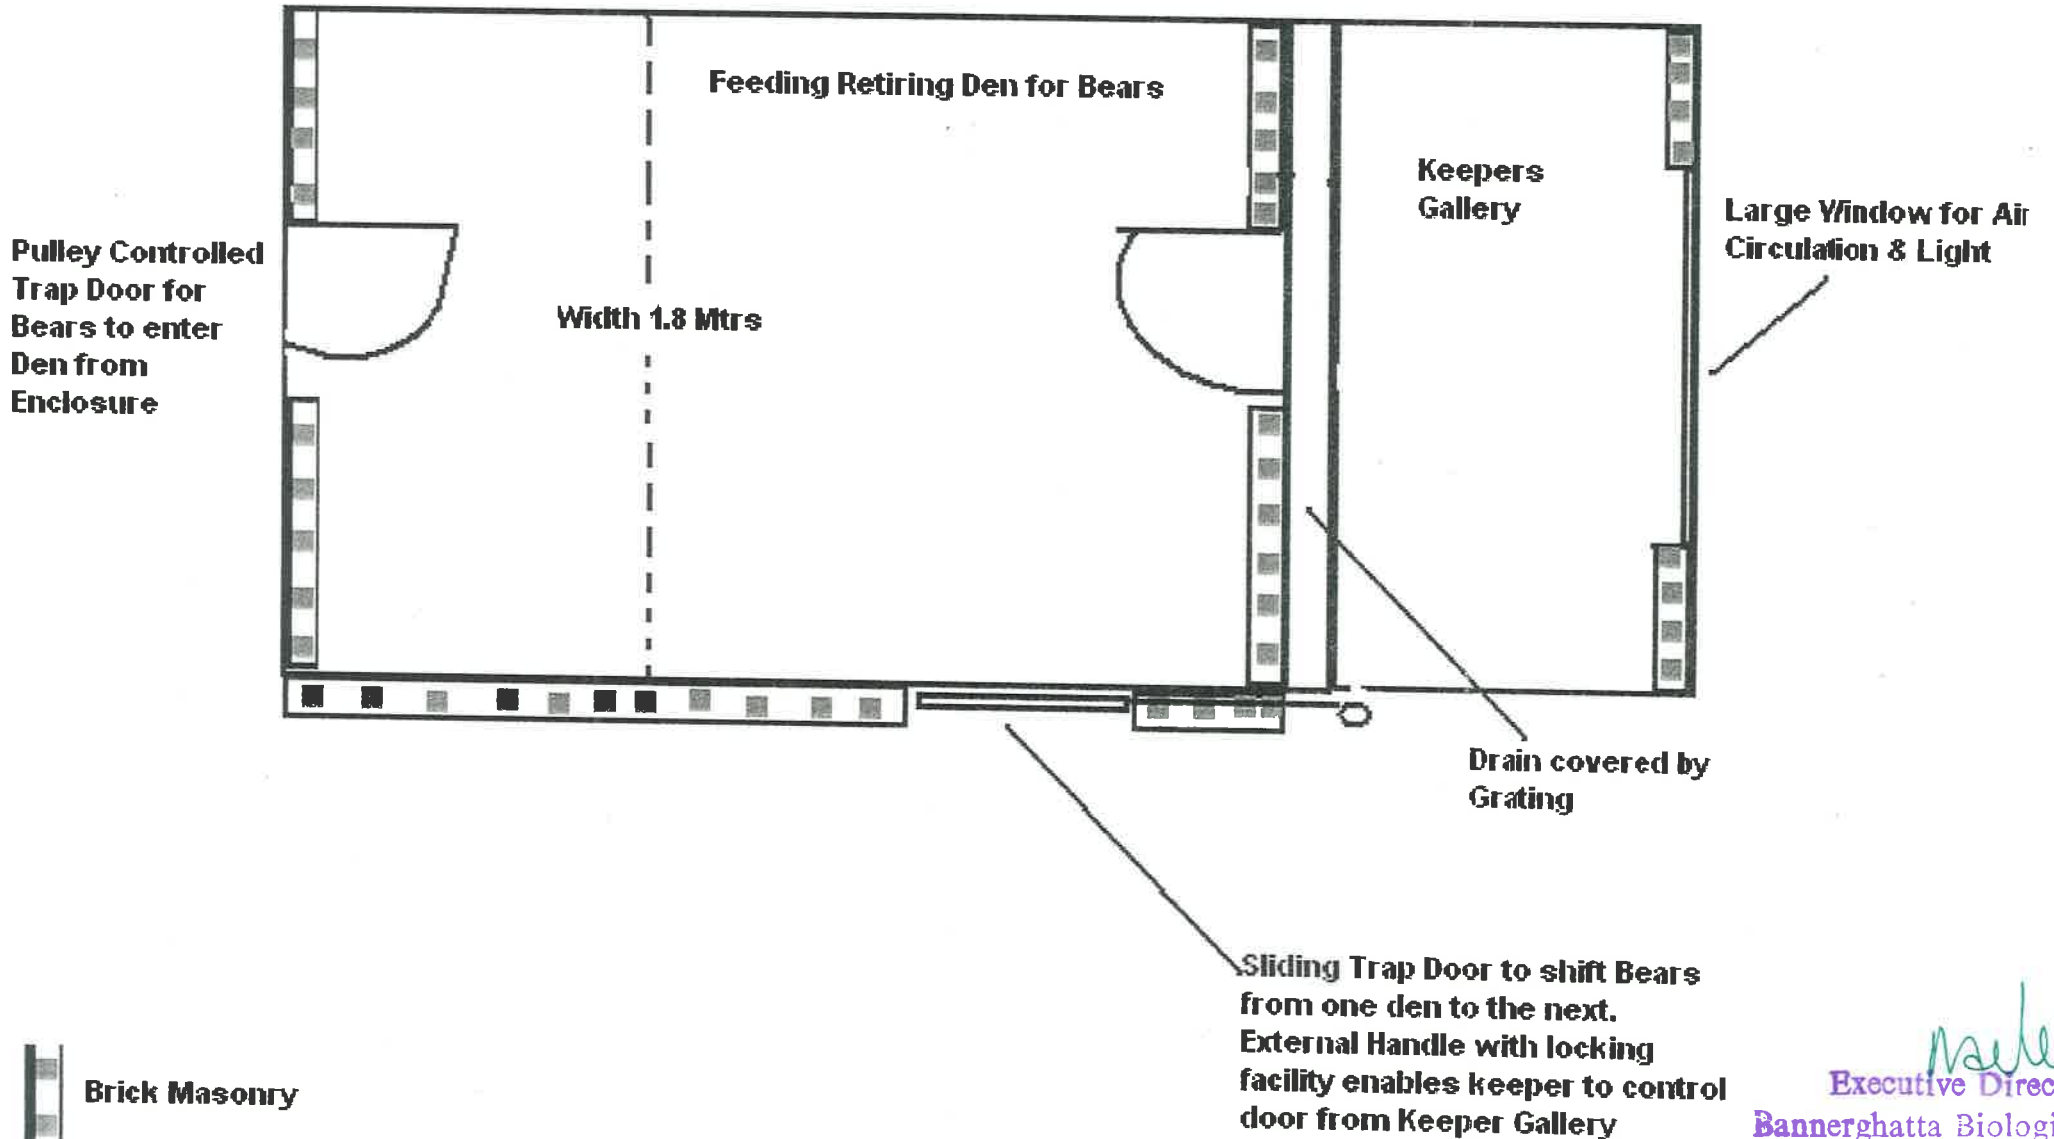 Feeding Retiring Den for Bears
Keepers
Gallery
Large Window for Air
Circulation & Light
Pulley Controlled
Trap Door for
Bears to enter
Den from
Enclosure
Width 1.8 Mtrs
Drain covered by
Grating
Sliding Trap Door to shift Bears
from one den to the next.
External Handle with locking
facility enables keeper to control
door from Keeper Gallery
Brick Masonry
Executive Direc
Bannerghatta Biologi